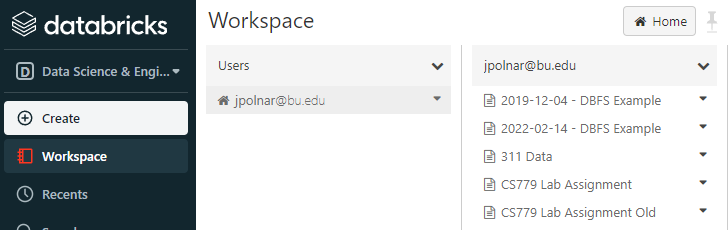 databricks
D Data Science & Engi...
Create
Workspace
Recents
Workspace
Home
Users
jpolnar@bu.edu
jpolnar@bu.edu
2019-12-04 - DBFS Example
2022-02-14 - DBFS Example
311 Data
CS779 Lab Assignment
CS779 Lab Assignment Old